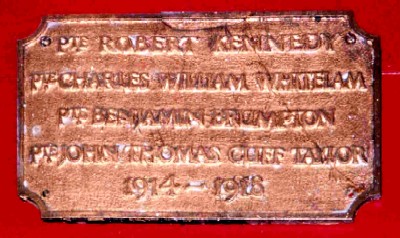 PTE ROBERT KENNEDY
PTE CHARLES WILLIAM WHITELAM
PTE BENJAMIN BRUMPTON
PTE JOHN THOMAS CLIFF TAYLOR
1914 – 1918